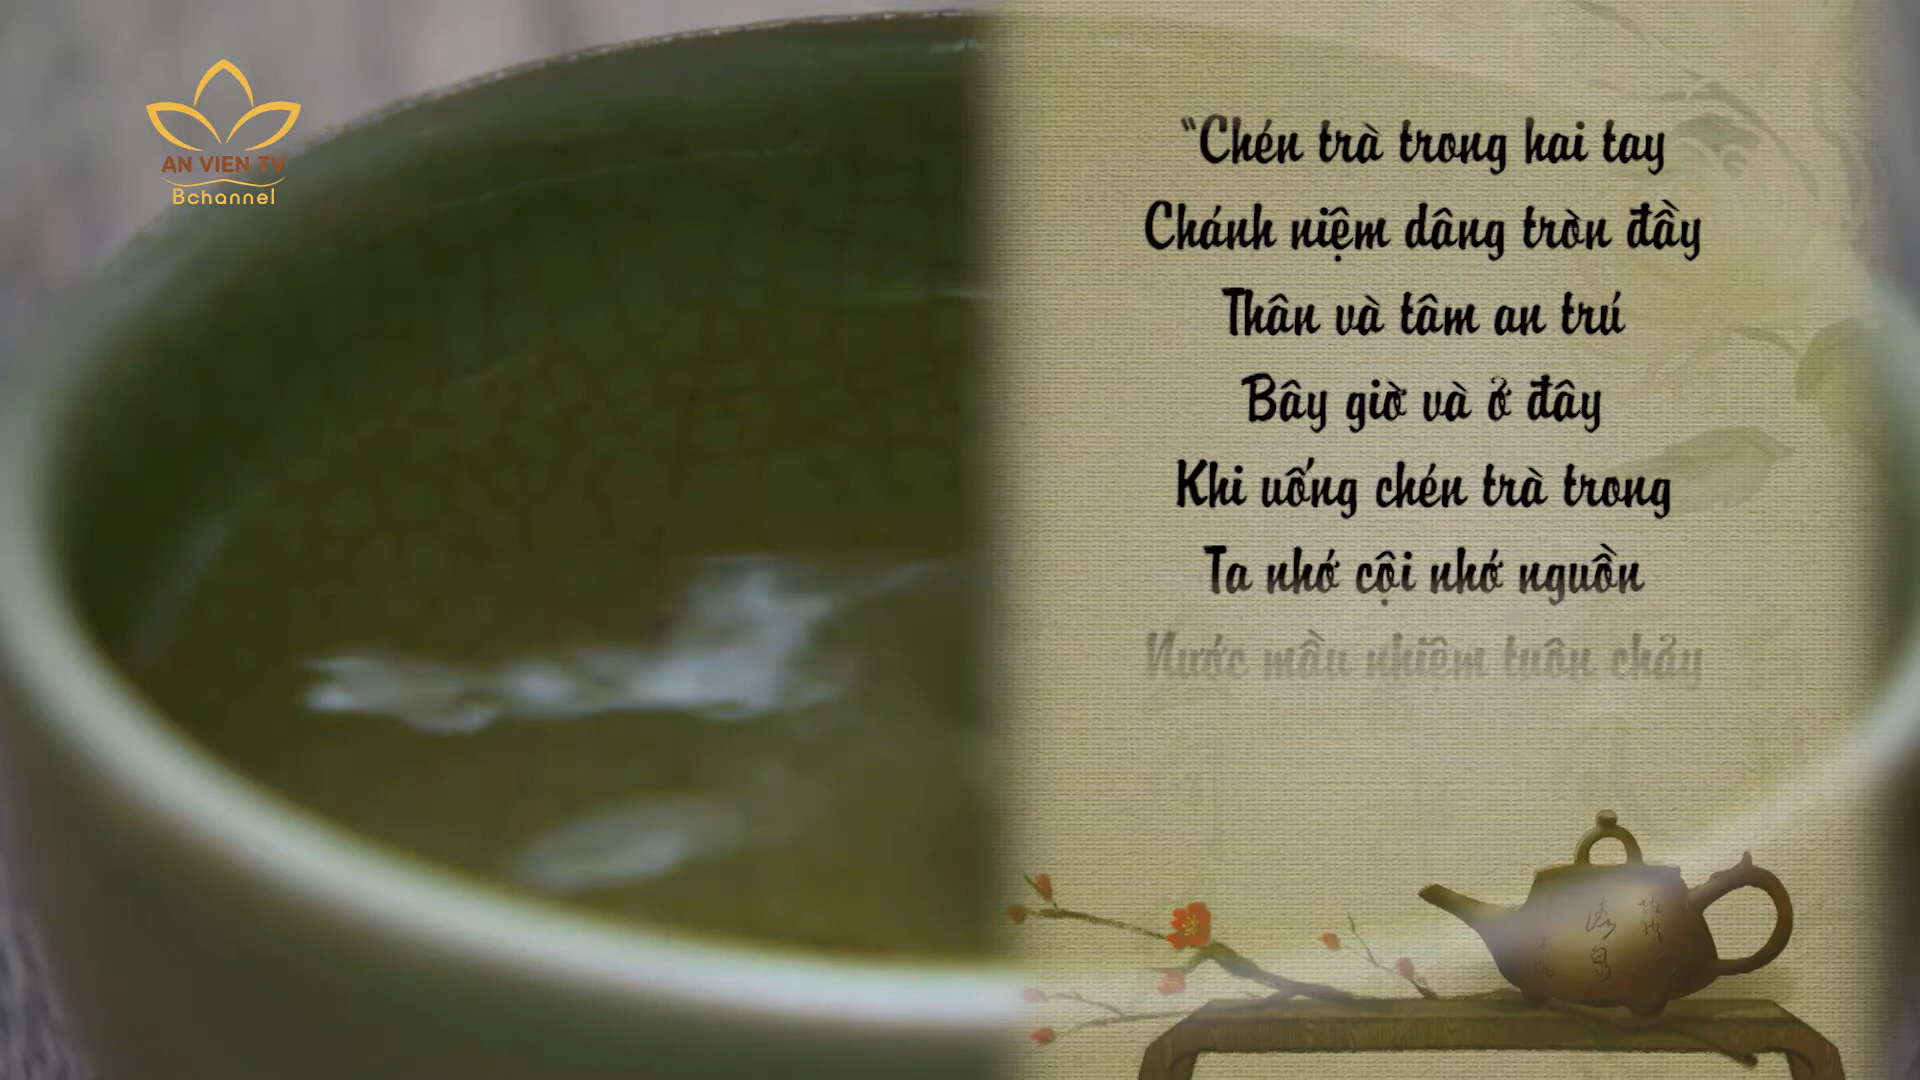 AN VIEN TV
Bchannel
“Chén trà trong hai tay
Chánh niệm dâng tròn đầy
Thân và tâm an trú
Bây giờ và ở đây
Khi uống chén trà trong
Ta nhớ cội nhớ nguồn
Nước mầu nhiệm tuôn chảy